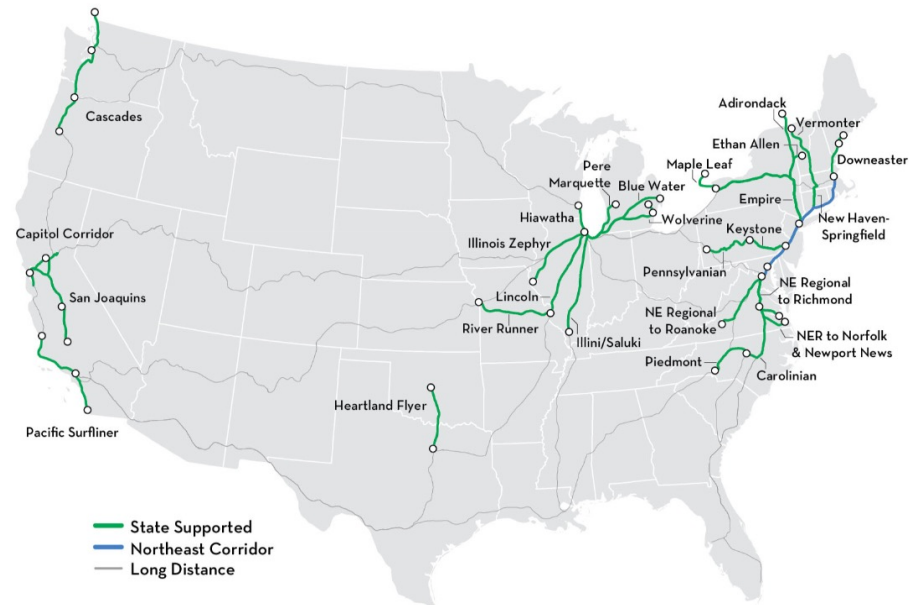 Cascades
Capitol Corridor
San Joaquins
Pacific Surfliner
Heartland Flyer
Pere
Marquette
Blue Water
Hiawatha
Wolverine
Illinois Zephyr
Lincoln
River Runner
Illini/Saluki
Adirondack
Vermonter
Ethan Allen
Maple Leaf
Downeaster
Empire
New Haven-
Springfield
Keystone
Pennsylvanian
NE Regional
to Richmond
NE Regional
to Roanoke
NER to Norfolk
& Newport News
Piedmont
Carolinian
State Supported
Northeast Corridor
Long Distance